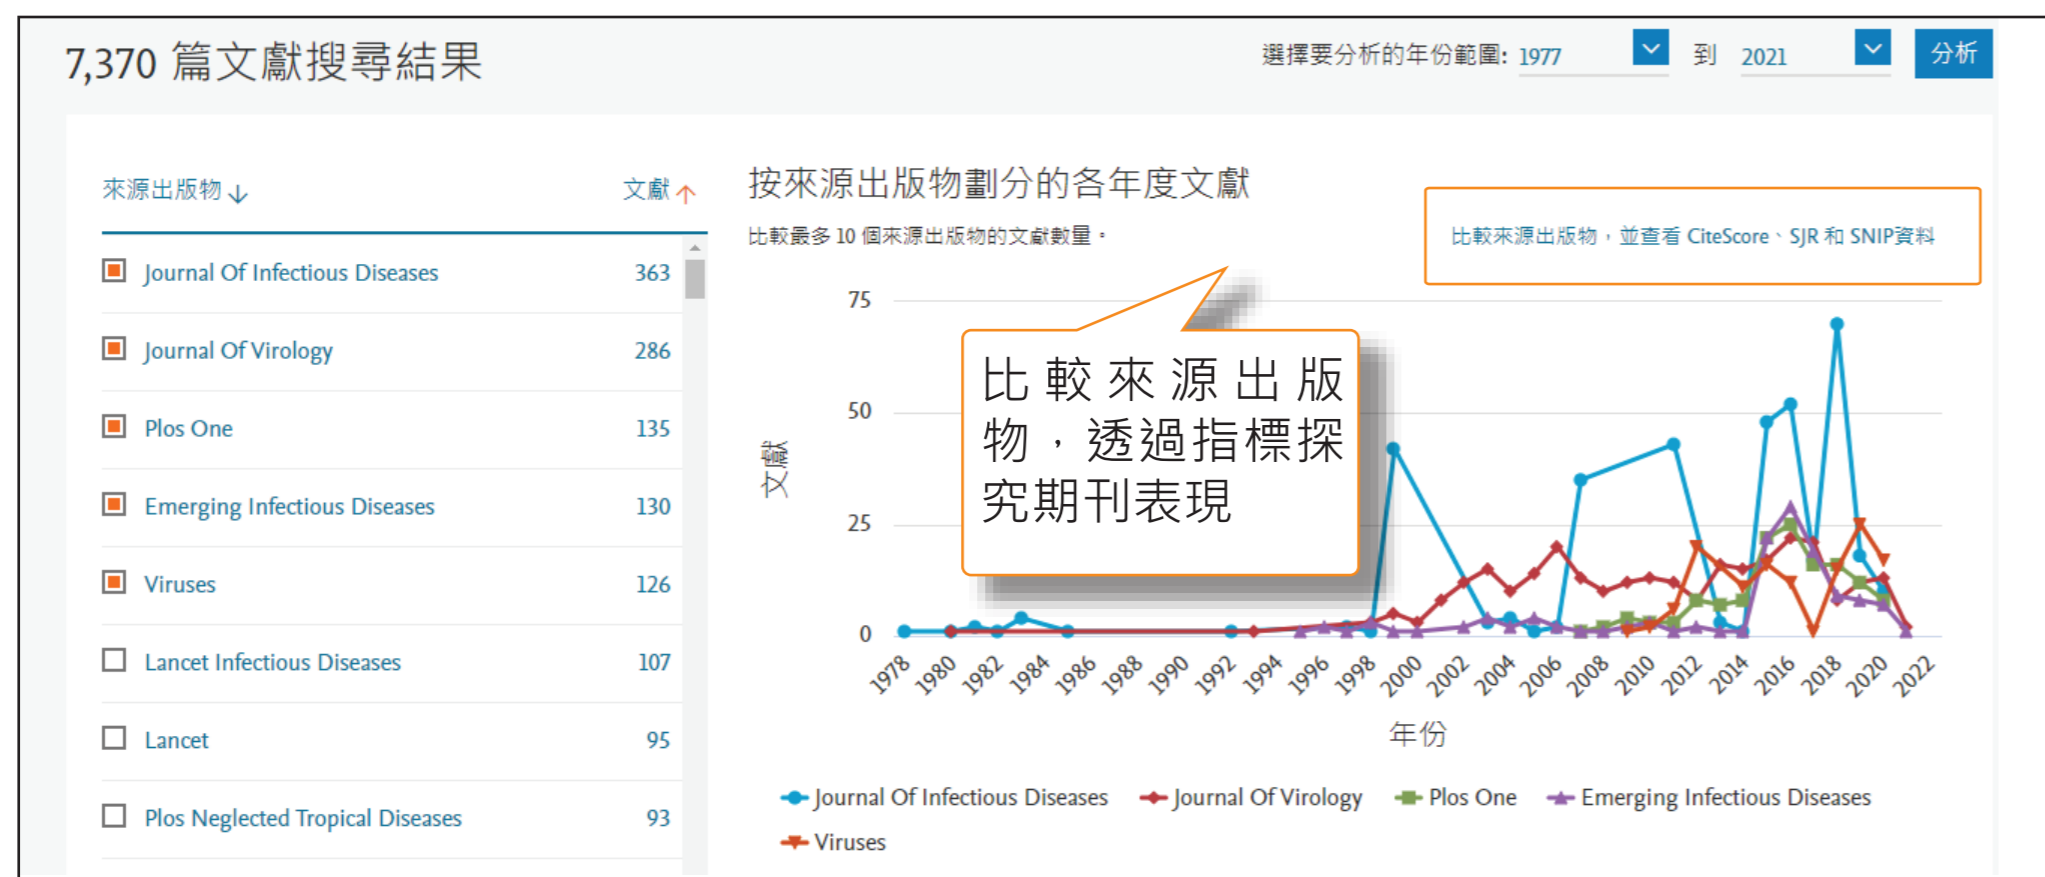 7,370 篇文獻搜尋結果
選擇要分析的年份範圍: 1977 到 2021 分析
來源出版物↓ 文獻↑
Journal Of Infectious Diseases 363
Journal Of Virology 286
Plos One 135
Emerging Infectious Diseases 130
Viruses 126
Lancet Infectious Diseases 107
Lancet 95
Plos Neglected Tropical Diseases 93
按來源出版物劃分的各年度文獻
比較最多 10 個來源出版物的文獻數量。
比較來源出版物，並查看 CiteScore、SJR 和 SNIP資料
比較來源出版
物，透過指標探
究期刊表現
75
50
25
0
文獻
1978 1980 1982 1984 1986 1988 1990 1992 1994 1996 1998 2000 2002 2004 2006 2008 2010 2012 2014 2016 2018 2020 2022
年份
Journal Of Infectious Diseases Journal Of Virology Plos One Emerging Infectious Diseases
Viruses